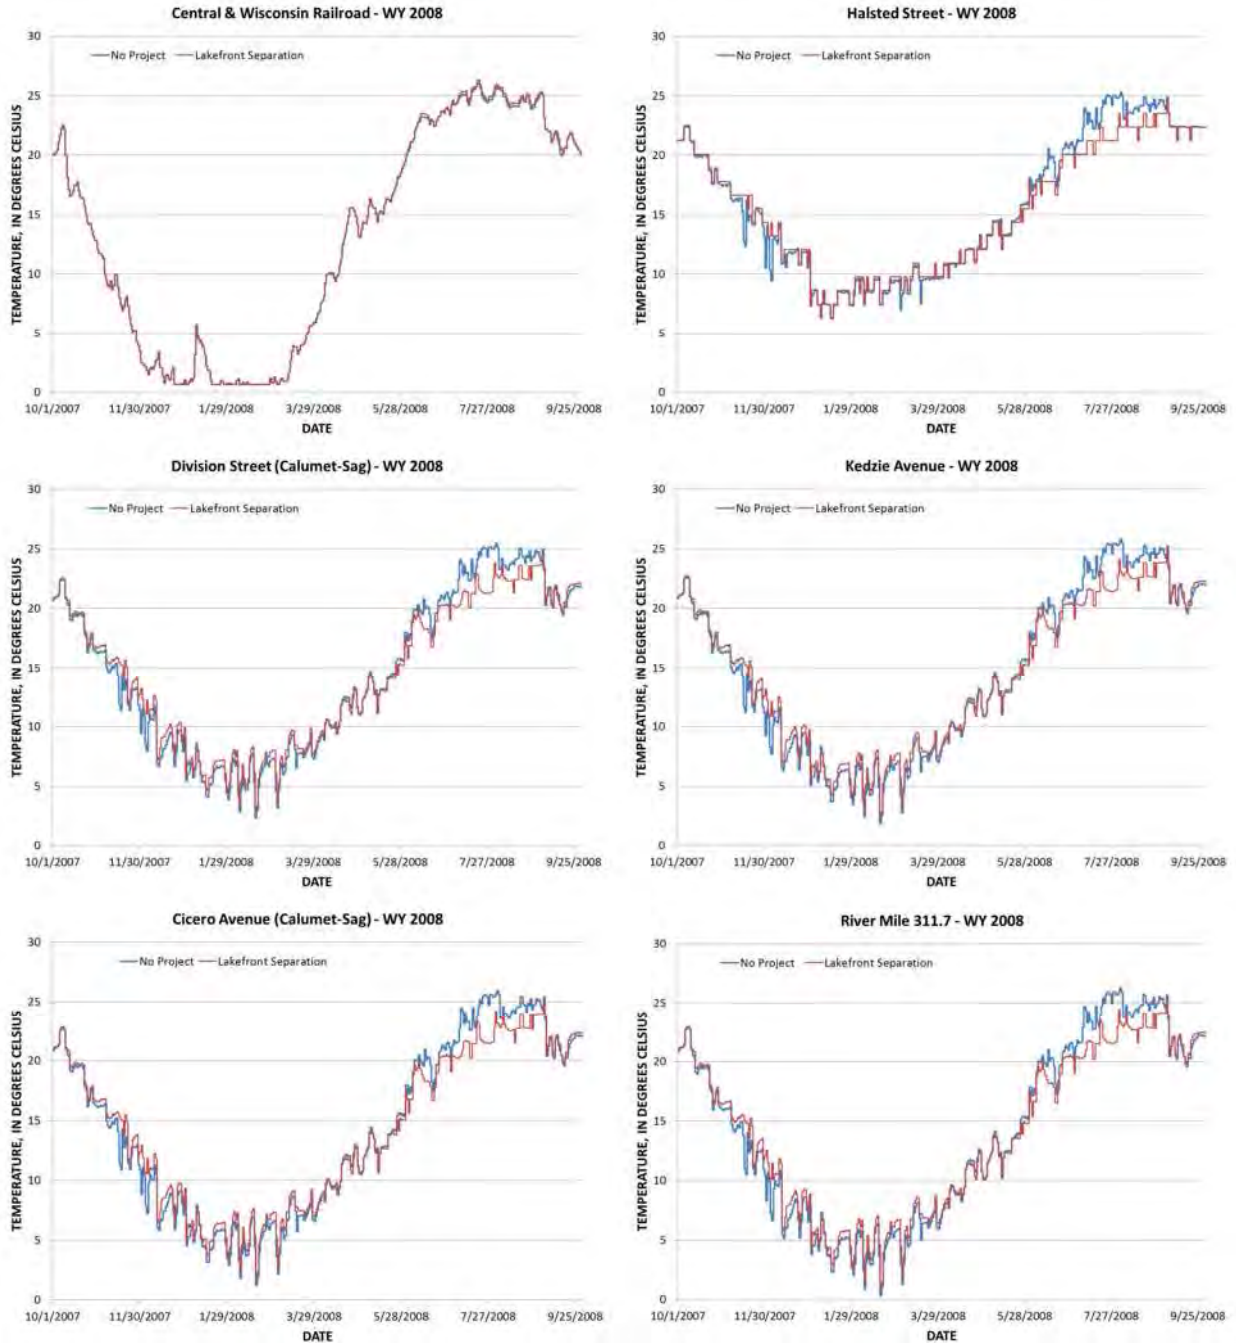 Central & Wisconsin Railroad - WY 2008
No Project Lakefront Separation
TEMPERATURE, IN DEGREES CELSIUS
30
25
20
15
10
5
0
10/1/2007 11/30/2007 1/29/2008 3/29/2008 5/28/2008 7/27/2008 9/25/2008
DATE
Halsted Street - WY 2008
No Project Lakefront Separation
TEMPERATURE, IN DEGREES CELSIUS
30
25
20
15
10
5
0
10/1/2007 11/30/2007 1/29/2008 3/29/2008 5/28/2008 7/27/2008 9/25/2008
DATE
Division Street (Calumet-Sag) - WY 2008
No Project Lakefront Separation
TEMPERATURE, IN DEGREES CELSIUS
30
25
20
15
10
5
0
10/1/2007 11/30/2007 1/29/2008 3/29/2008 5/28/2008 7/27/2008 9/25/2008
DATE
Kedzie Avenue - WY 2008
No Project Lakefront Separation
TEMPERATURE, IN DEGREES CELSIUS
30
25
20
15
10
5
0
10/1/2007 11/30/2007 1/29/2008 3/29/2008 5/28/2008 7/27/2008 9/25/2008
DATE
Cicero Avenue (Calumet-Sag) - WY 2008
No Project Lakefront Separation
TEMPERATURE, IN DEGREES CELSIUS
30
25
20
15
10
5
0
10/1/2007 11/30/2007 1/29/2008 3/29/2008 5/28/2008 7/27/2008 9/25/2008
DATE
River Mile 311.7 - WY 2008
No Project Lakefront Separation
TEMPERATURE, IN DEGREES CELSIUS
30
25
20
15
10
5
0
10/1/2007 11/30/2007 1/29/2008 3/29/2008 5/28/2008 7/27/2008 9/25/2008
DATE